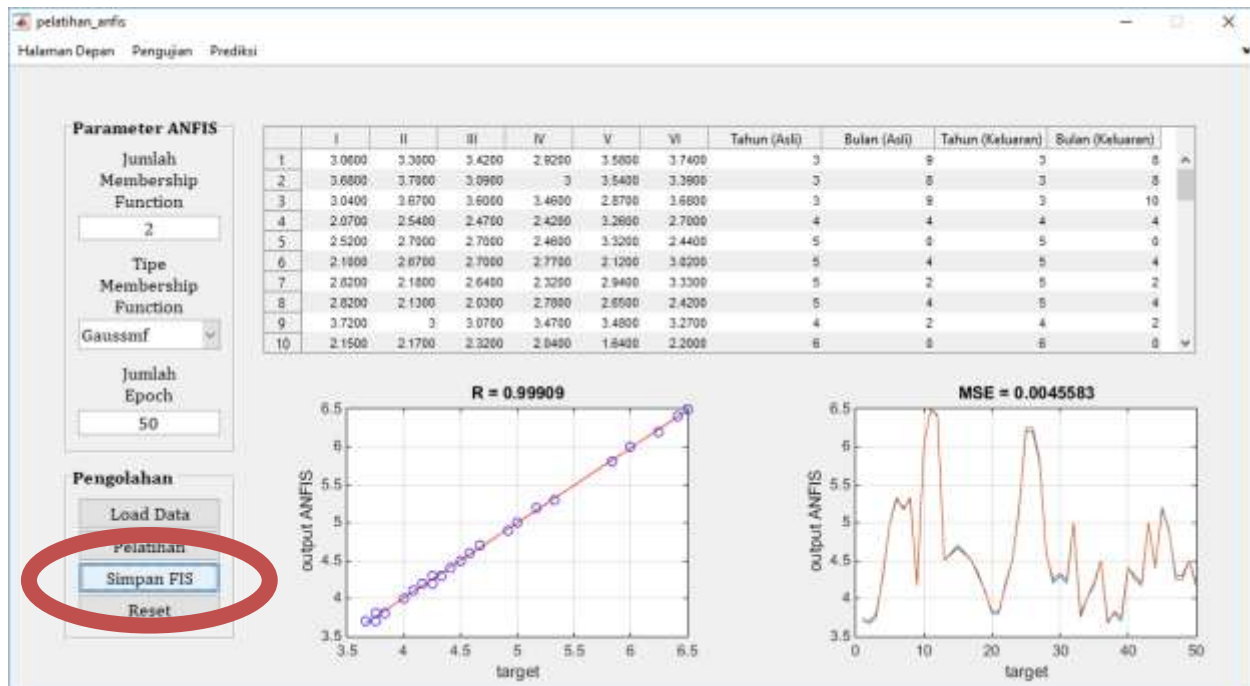 pelatihan_anfis
Halaman Depan Pengujian Prediksi
Parameter ANFIS
Jumlah
Membership
Function
2
Tipe
Membership
Function
Gaussmf
Jumlah
Epoch
50
Pengolahan
Load Data
Pelatihan
Simpan FIS
Reset
I II III IV V VI Tahun (Asli) Bulan (Asli) Tahun (Keluaran) Bulan (Keluaran)
1 3.0600 3.3000 3.4200 2.9200 3.5800 3.7400 3 9 3 8
2 3.6800 3.7000 3.0900 3 3.5400 3.3900 3 8 3 8
3 3.0400 3.8700 3.6000 3.4600 2.8700 3.6800 3 9 3 10
4 2.0700 2.5400 2.4700 2.4200 3.2600 2.7000 4 4 4 4
5 2.5200 2.7000 2.7000 2.4600 3.3200 2.4400 5 0 5 0
6 2.1000 2.8700 2.7000 2.7700 2.1200 3.0200 5 4 5 4
7 2.8200 2.1800 2.6400 2.3200 2.9400 3.3300 5 2 5 2
8 2.8200 2.1300 2.0300 2.7800 2.6500 2.4200 5 4 5 4
9 3.7200 3 3.0700 3.4700 3.4800 3.2700 4 2 4 2
10 2.1500 2.1700 2.3200 2.0400 1.6400 2.2000 6 0 6 0
R = 0.99909
output ANFIS
6.5
6
5.5
5
4.5
4
3.5
3.5 4 4.5 5 5.5 6 6.5
target
MSE = 0.0045583
output ANFIS
6.5
6
5.5
5
4.5
4
3.5
0 10 20 30 40 50
target